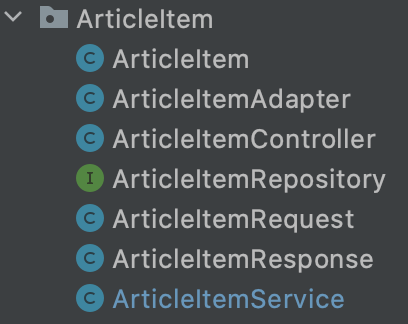 ArticleItem
C ArticleItem
C ArticleItemAdapter
C ArticleItemController
I ArticleItemRepository
C ArticleItemRequest
C ArticleItemResponse
C ArticleItemService